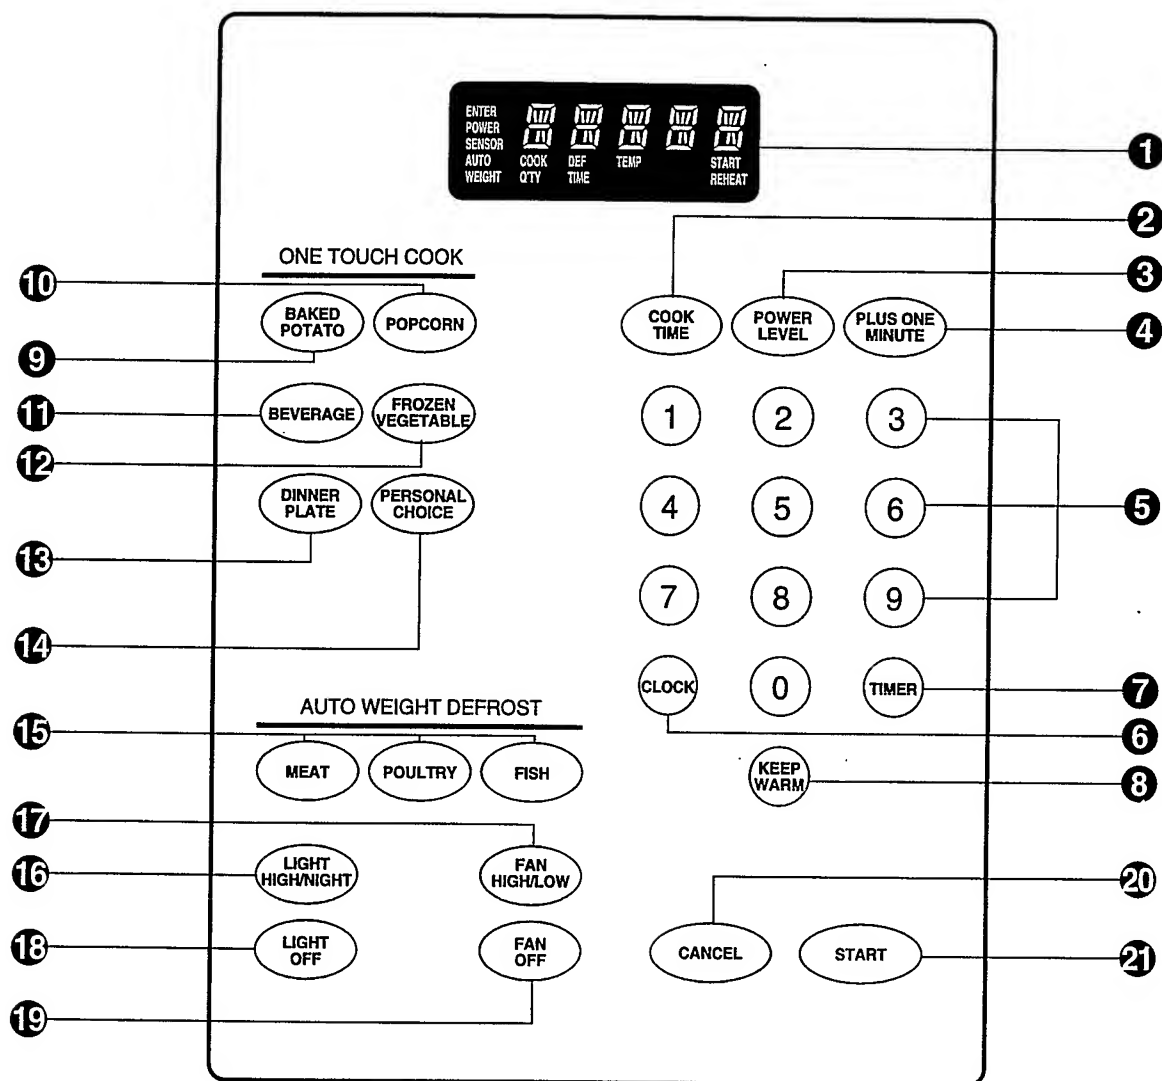 ENTER
POWER
SENSOR
AUTO COOK DEF TEMP START
WEIGHT Q'TY TIME REHEAT
1
2
ONE TOUCH COOK
3
10
BAKED POTATO
POPCORN
COOK TIME
POWER LEVEL
PLUS ONE MINUTE
4
9
11
BEVERAGE
FROZEN VEGETABLE
1 2 3
12
DINNER PLATE
PERSONAL CHOICE
4 5 6
5
13
7 8 9
14
CLOCK 0 TIMER
7
AUTO WEIGHT DEFROST
15
6
MEAT POULTRY FISH
KEEP WARM
8
17
16
LIGHT HIGH/NIGHT
FAN HIGH/LOW
20
18
LIGHT OFF
FAN OFF
CANCEL
START
21
19